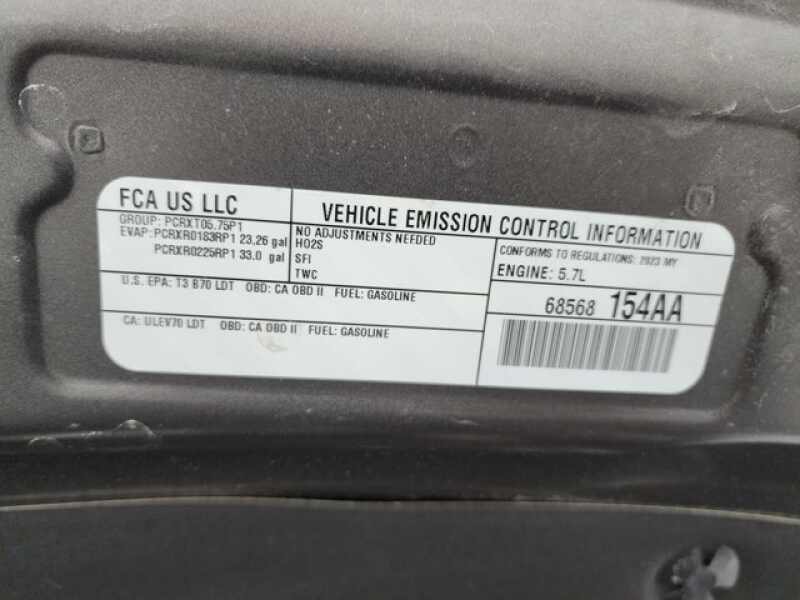 FCA US LLC
GROUP: PCRXT05.75P1
EVAP: PCRXR0183RP1 23,26 gal
PCRXR0225RP1 33.0 gal
VEHICLE EMISSION CONTROL INFORMATION
NO ADJUSTMENTS NEEDED
HO2S
SFI
TWC
CONFORMS TO REGULATIONS: 2023 MY
ENGINE: 5.7L
U.S. EPA: T3 B70 LDT OBD: CA OBD II FUEL: GASOLINE
CA: ULEV70 LDT OBD: CA OBD II FUEL: GASOLINE
68568 154AA